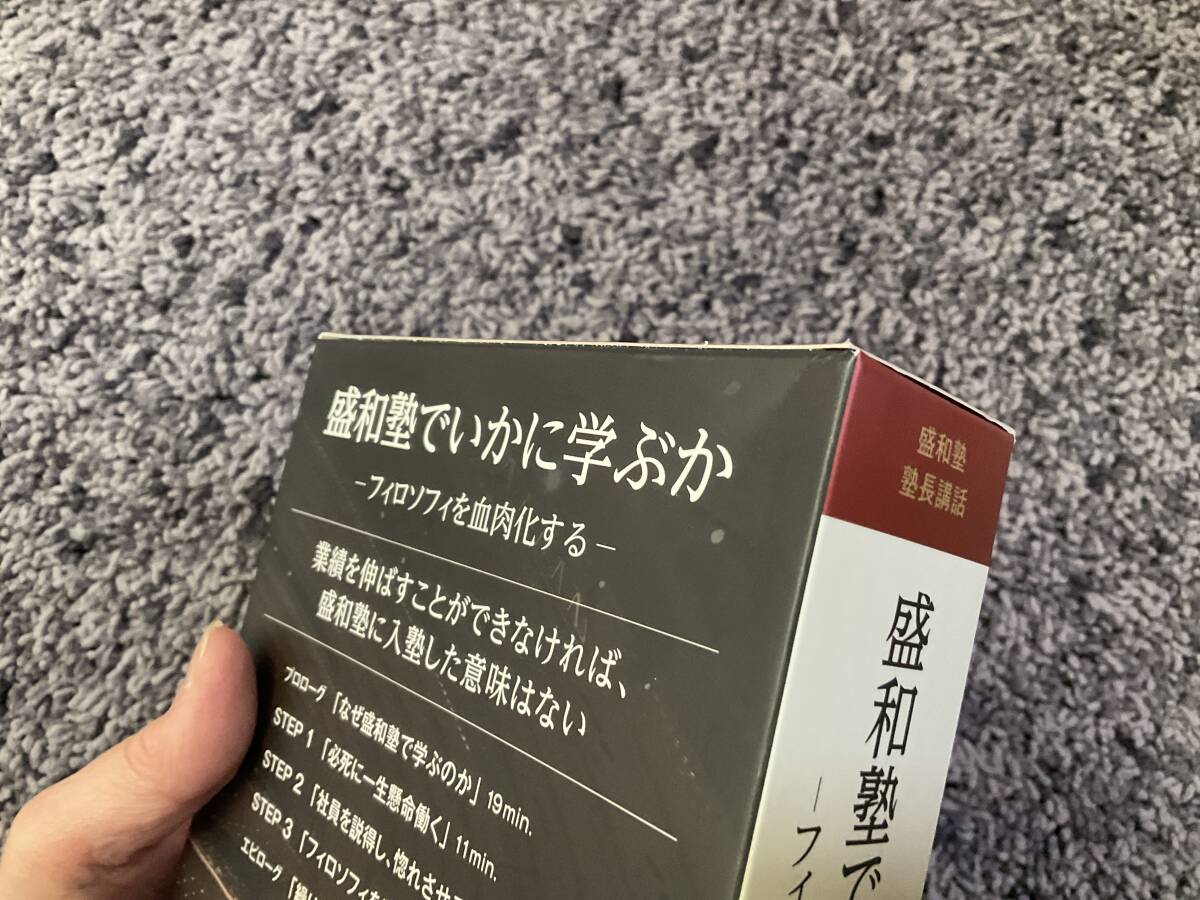 盛和塾でいかに学ぶか
−フィロソフィを血肉化する−
業績を伸ばすことができなければ、
盛和塾に入塾した意味はない
プロローグ「なぜ盛和塾で学ぶのか」19min.
STEP 1「必死に一生懸命働く」11min.
STEP 2「社員を説得し、惚れさせ
STEP 3「フィロソフィを
エピローグ「
盛和塾
塾長講話
盛和塾で
−フィ